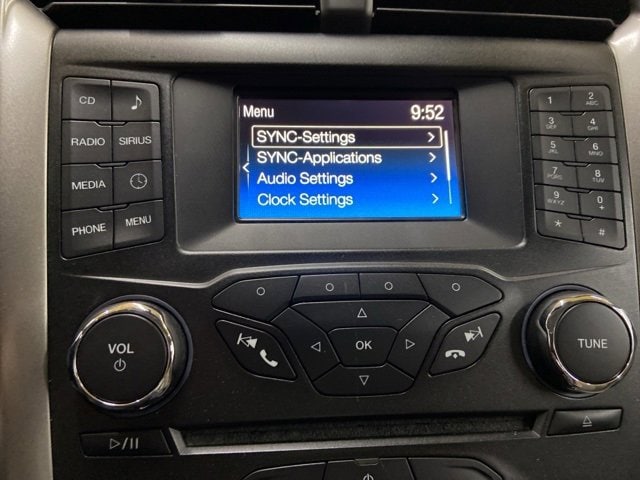 Menu 9:52
SYNC-Settings
SYNC-Applications
Audio Settings
Clock Settings
CD
RADIO SIRIUS
MEDIA
PHONE MENU
1 2 ABC
3 DEF 4 GHI
5 JKL 6 MNO
7 PQRS 8 TUV
9 WXYZ 0 +
* #
VOL
OK
TUNE